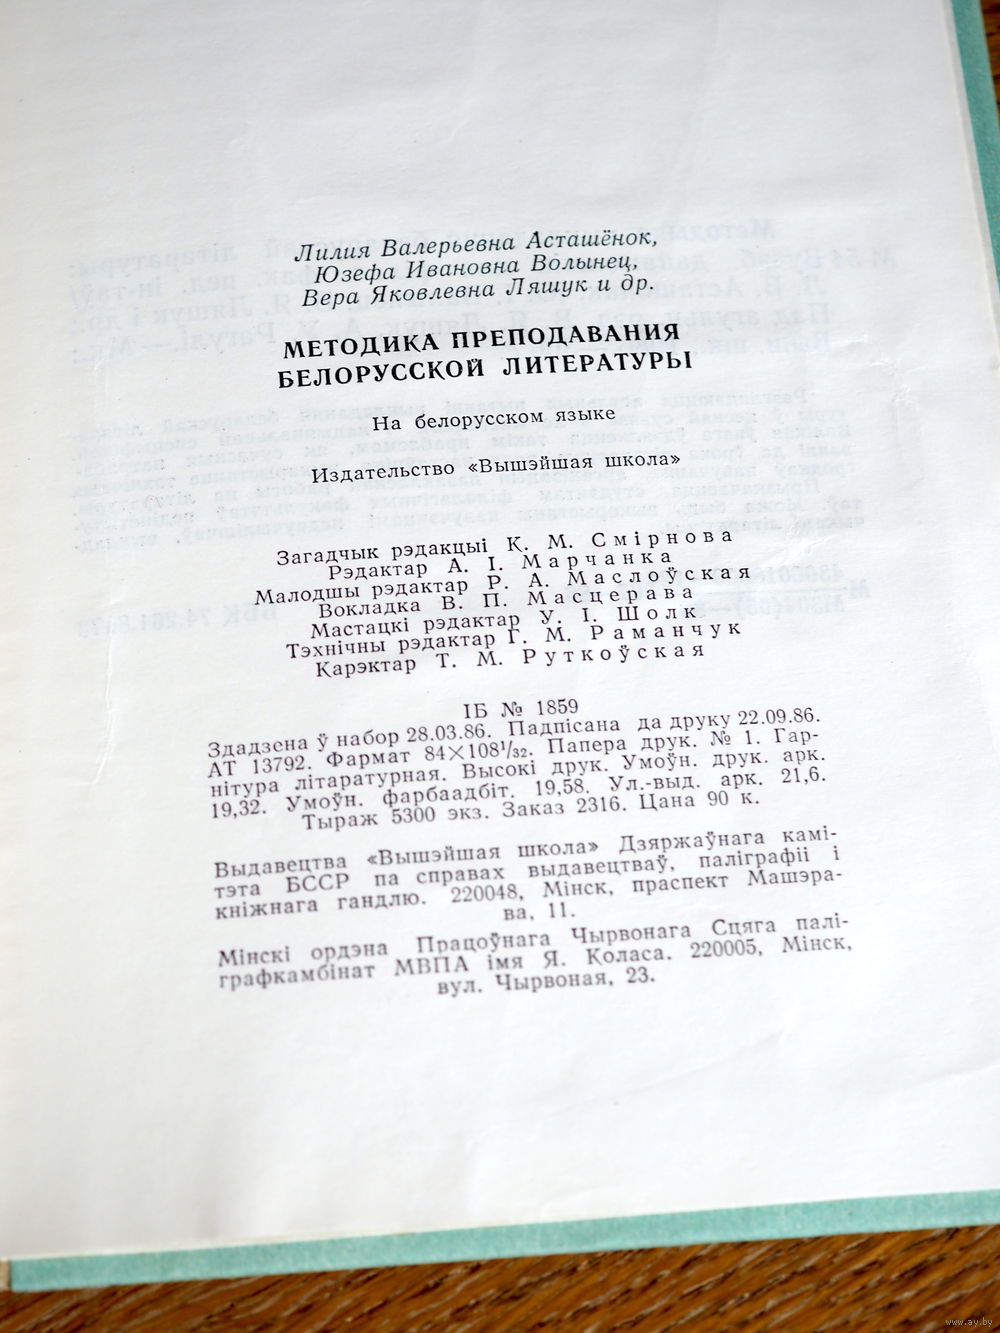 Лилия Валерьевна Асташёнок,
Юзефа Ивановна Волынец,
Вера Яковлевна Ляшук и др.
МЕТОДИКА ПРЕПОДАВАНИЯ
БЕЛОРУССКОЙ ЛИТЕРАТУРЫ
На белорусском языке
Издательство «Вышэйшая школа»
Загадчык рэдакцыі К. М. Смірнова
Рэдактар А. І. Марчанка
Малодшы рэдактар Р. А. Маслоўская
Вокладка В. П. Масцерава
Мастацкі рэдактар У. І. Шолк
Тэхнічны рэдактар Г. М. Раманчук
Карэктар Т. М. Руткоўская
ІБ № 1859
Здадзена ў набор 28.03.86. Падпісана да друку 22.09.86.
АТ 13792. Фармат 84×108¹/₃₂. Папера друк. № 1. Гар-
нітура літаратурная. Высокі друк. Умоўн. друк. арк.
19,32. Умоўн. фарбаадбіт. 19,58. Ул.-выд. арк. 21,6.
Тыраж 5300 экз. Заказ 2316. Цана 90 к.
Выдавецтва «Вышэйшая школа» Дзяржаўнага камі-
тэта БССР па справах выдавецтваў, паліграфіі і
кніжнага гандлю. 220048, Мінск, праспект Машэра-
ва, 11.
Мінскі ордэна Працоўнага Чырвонага Сцяга палі-
графкамбінат МВПА імя Я. Коласа. 220005, Мінск,
вул. Чырвоная, 23.
www.ay.by